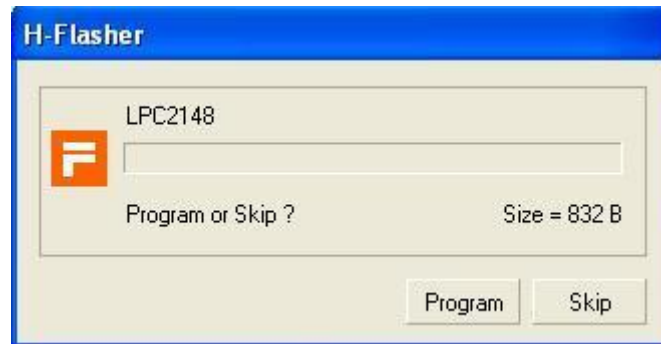 H-Flasher
LPC2148
Program or Skip ?
Size = 832 B
Program
Skip